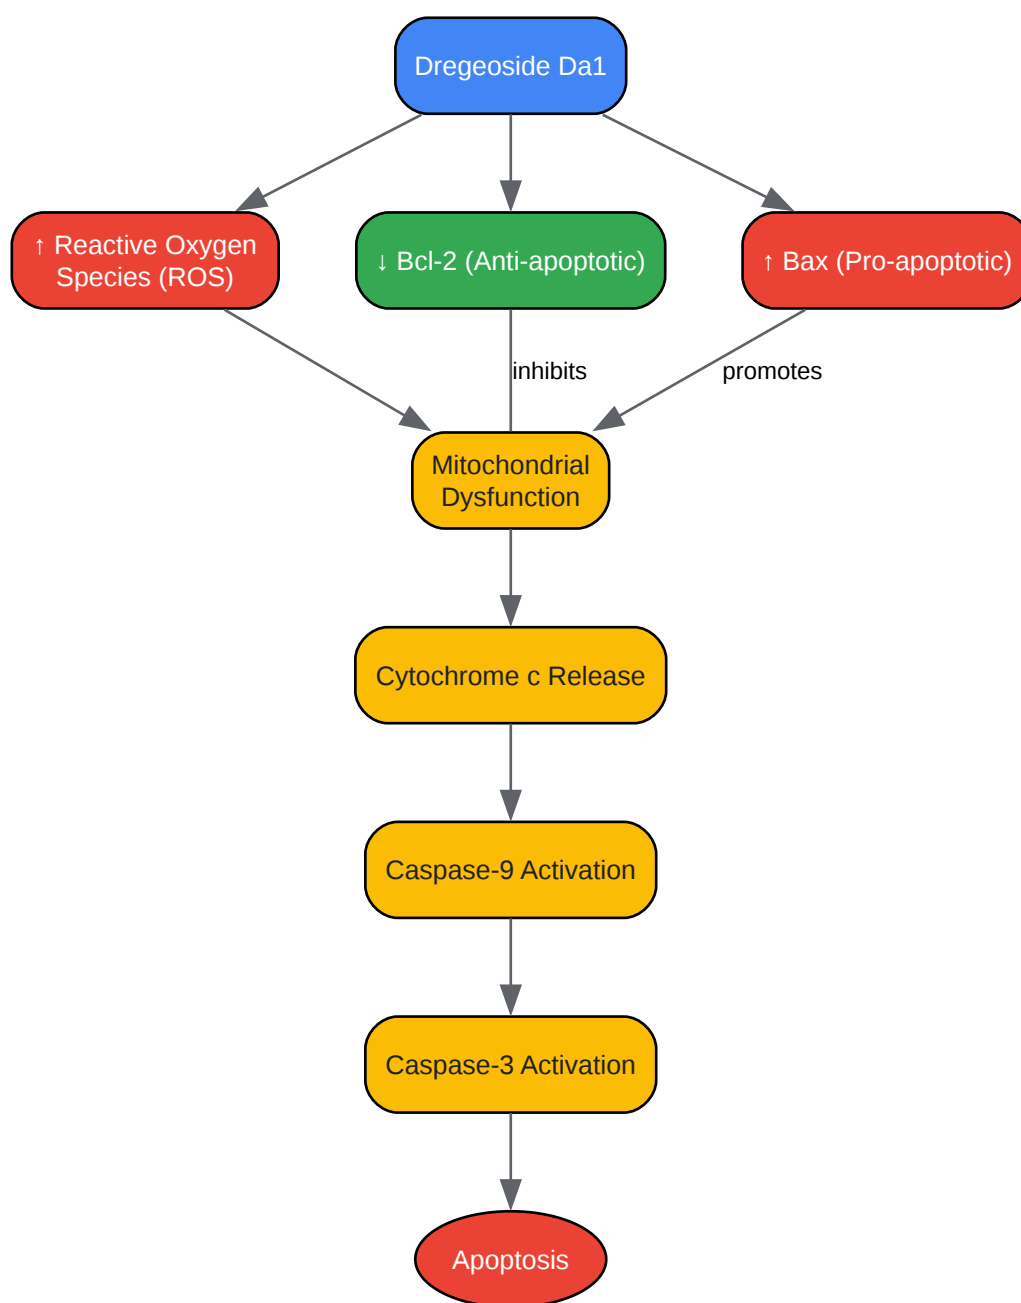 Dregeoside Da1
↑ Reactive Oxygen
Species (ROS)
↓ Bcl-2 (Anti-apoptotic)
↑ Bax (Pro-apoptotic)
inhibits
promotes
Mitochondrial
Dysfunction
Cytochrome c Release
Caspase-9 Activation
Caspase-3 Activation
Apoptosis